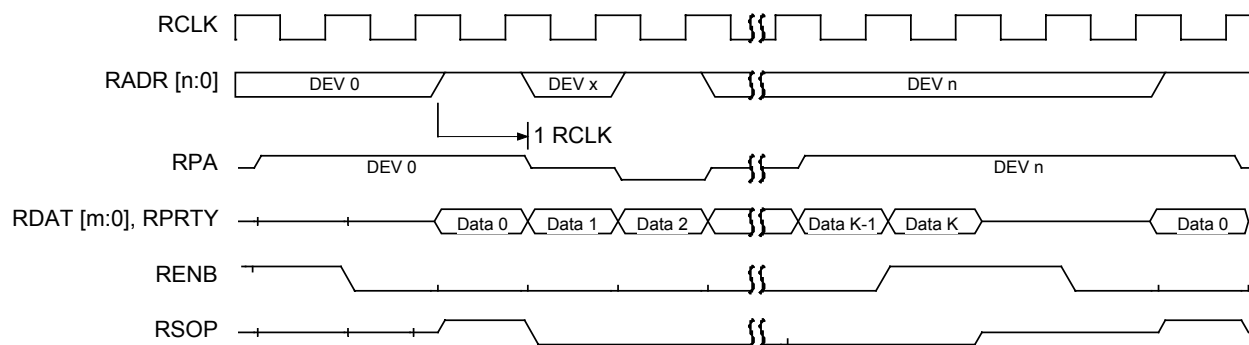 RCLK
RADR [n:0] DEV 0 DEV x DEV n
1 RCLK
RPA DEV 0 DEV n
RDAT [m:0], RPRTY Data 0 Data 1 Data 2 Data K-1 Data K Data 0
RENB
RSOP